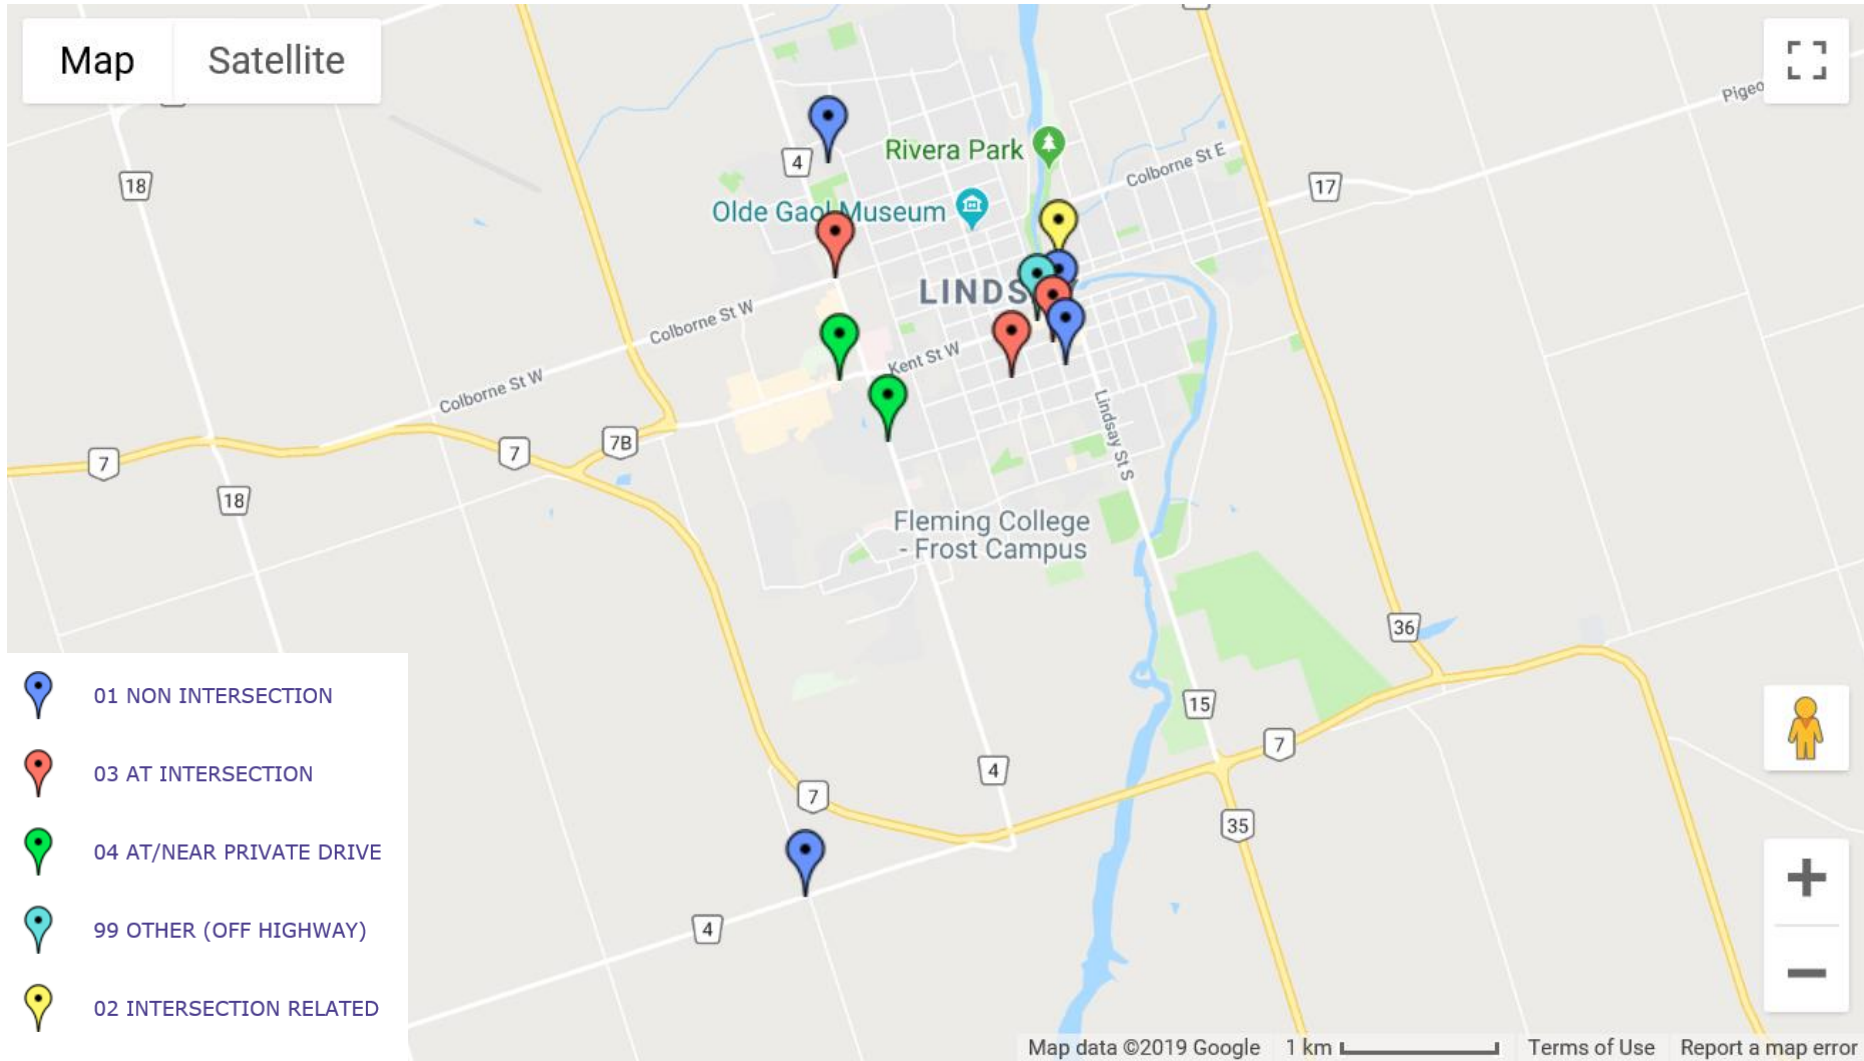 Map
Satellite
Pigeo
4
Rivera Park
Colborne St E
18
17
Olde Gaol Museum
LINDS
Colborne St W
Kent St W
Colborne St W
Lindsay St S
7B
7
7
18
Fleming College
- Frost Campus
36
01 NON INTERSECTION
15
7
03 AT INTERSECTION
4
7
35
04 AT/NEAR PRIVATE DRIVE
4
99 OTHER (OFF HIGHWAY)
02 INTERSECTION RELATED
Map data ©2019 Google
1 km
Terms of Use
Report a map error